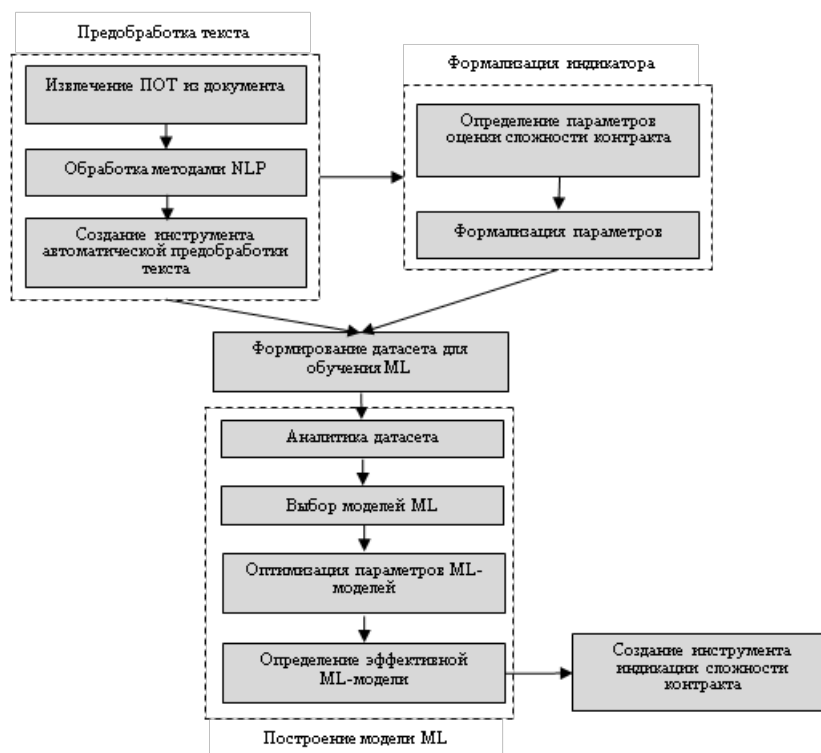 Предобработка текста
Извлечение ПОТ из документа
Обработка методами NLP
Создание инструмента
автоматической предобработки
текста
Формализация индикатора
Определение параметров
оценки сложности контракта
Формализация параметров
Формирование датасета для
обучения ML
Аналитика датасета
Выбор моделей ML
Оптимизация параметров ML-
моделей
Определение эффективной
ML-модели
Построение модели ML
Создание инструмента
индикации сложности
контракта